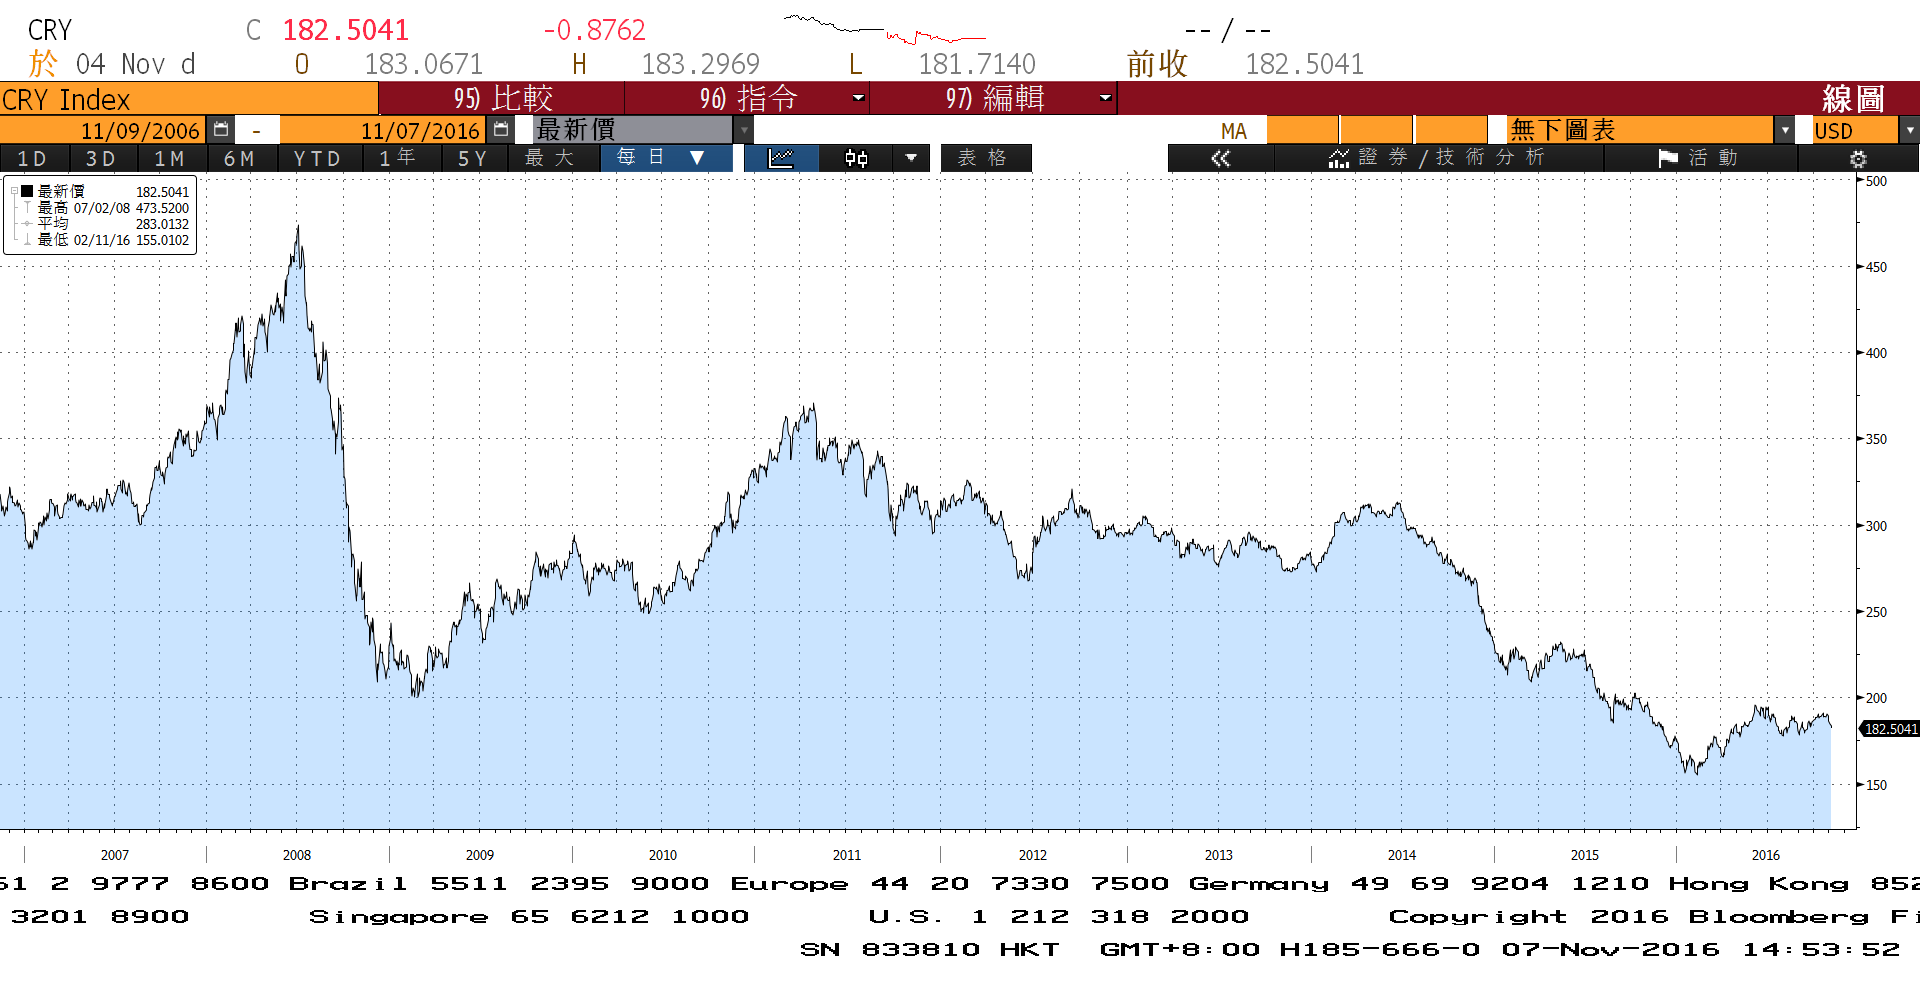 CRY C 182.5041 -0.8762 -- / --
於 04 Nov d O 183.0671 H 183.2969 L 181.7140 前收 182.5041
CRY Index 95) 比較 96) 指令 97) 編輯 線圖
11/09/2006 - 11/07/2016 最新價 MA 無下圖表 USD
1D 3D 1M 6M YTD 1年 5Y 最大 每日 ▼ 表格 « 證券/技術分析 活動
最新價 182.5041
最高 07/02/08 473.5200
平均 283.0132
最低 02/11/16 155.0102
500
450
400
350
300
250
200
182.5041
150
2007 2008 2009 2010 2011 2012 2013 2014 2015 2016
61 2 9777 8600 Brazil 5511 2395 9000 Europe 44 20 7330 7500 Germany 49 69 9204 1210 Hong Kong 852
3201 8900 Singapore 65 6212 1000 U.S. 1 212 318 2000 Copyright 2016 Bloomberg Fi
SN 833810 HKT GMT+8:00 H185-666-0 07-Nov-2016 14:53:52